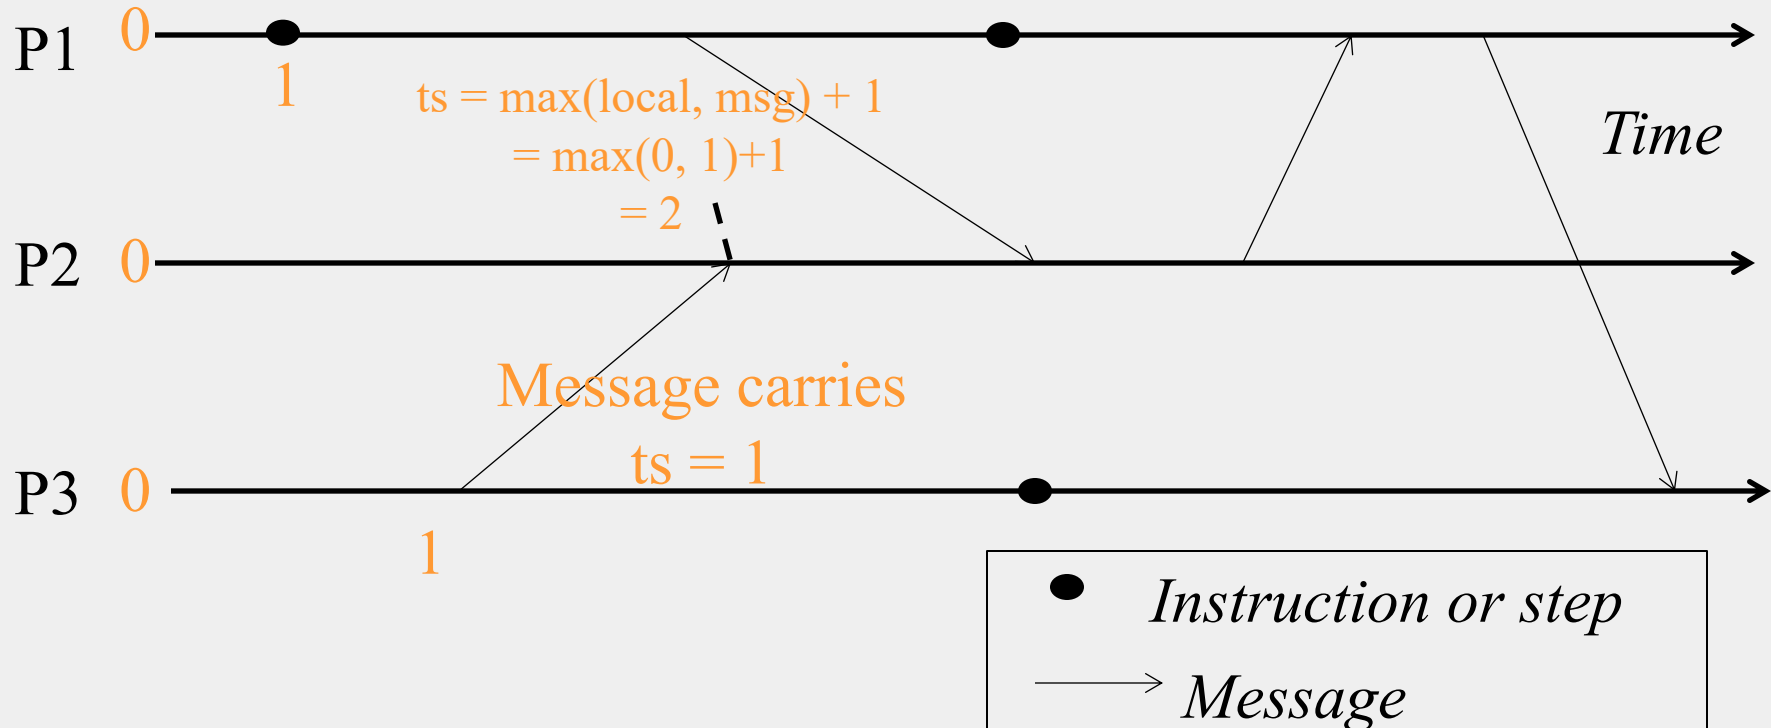 P1 0
1
ts = max(local, msg) + 1
= max(0, 1)+1
= 2
Time
P2 0
Message carries
ts = 1
P3 0
1
Instruction or step
Message